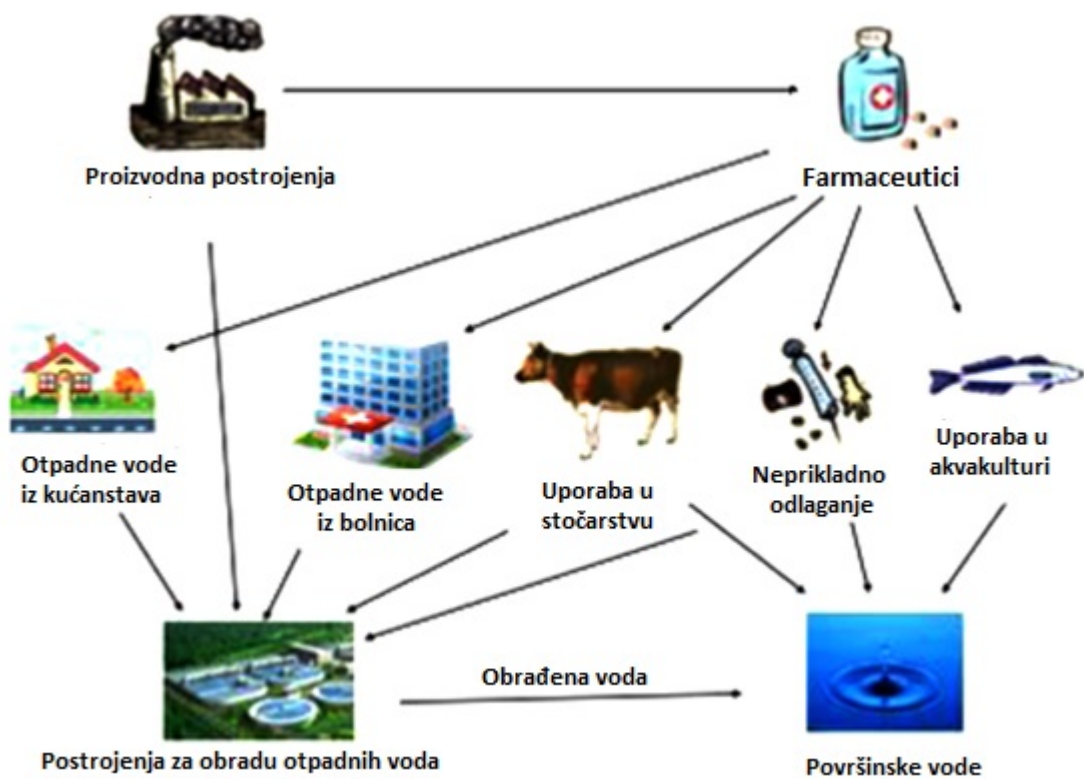 Proizvodna postrojenja
Farmaceutici
Otpadne vode
iz kućanstava
Otpadne vode
iz bolnica
Uporaba u
stočarstvu
Neprikladno
odlaganje
Uporaba u
akvakulturi
Obrađena voda
Postrojenja za obradu otpadnih voda
Površinske vode